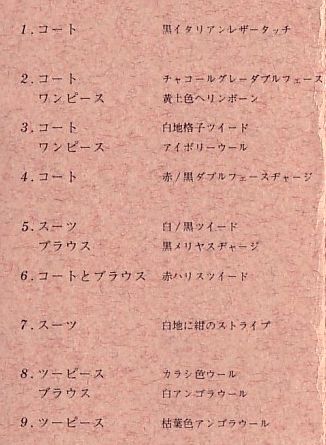 1. コート 黒イタリアンレザータッチ
2. コート チャコールグレーダブルフェース
ワンピース 黄土色ヘリンボーン
3. コート 白地格子ツイード
ワンピース アイボリーウール
4. コート 赤/黒ダブルフェースヂャージ
5. スーツ 白/黒ツイード
ブラウス 黒メリヤスヂャージ
6. コートとブラウス 赤ハリスツイード
7. スーツ 白地に紺のストライプ
8. ツーピース カラシ色ウール
ブラウス 白アンゴラウール
9. ツーピース 枯葉色アンゴラウール